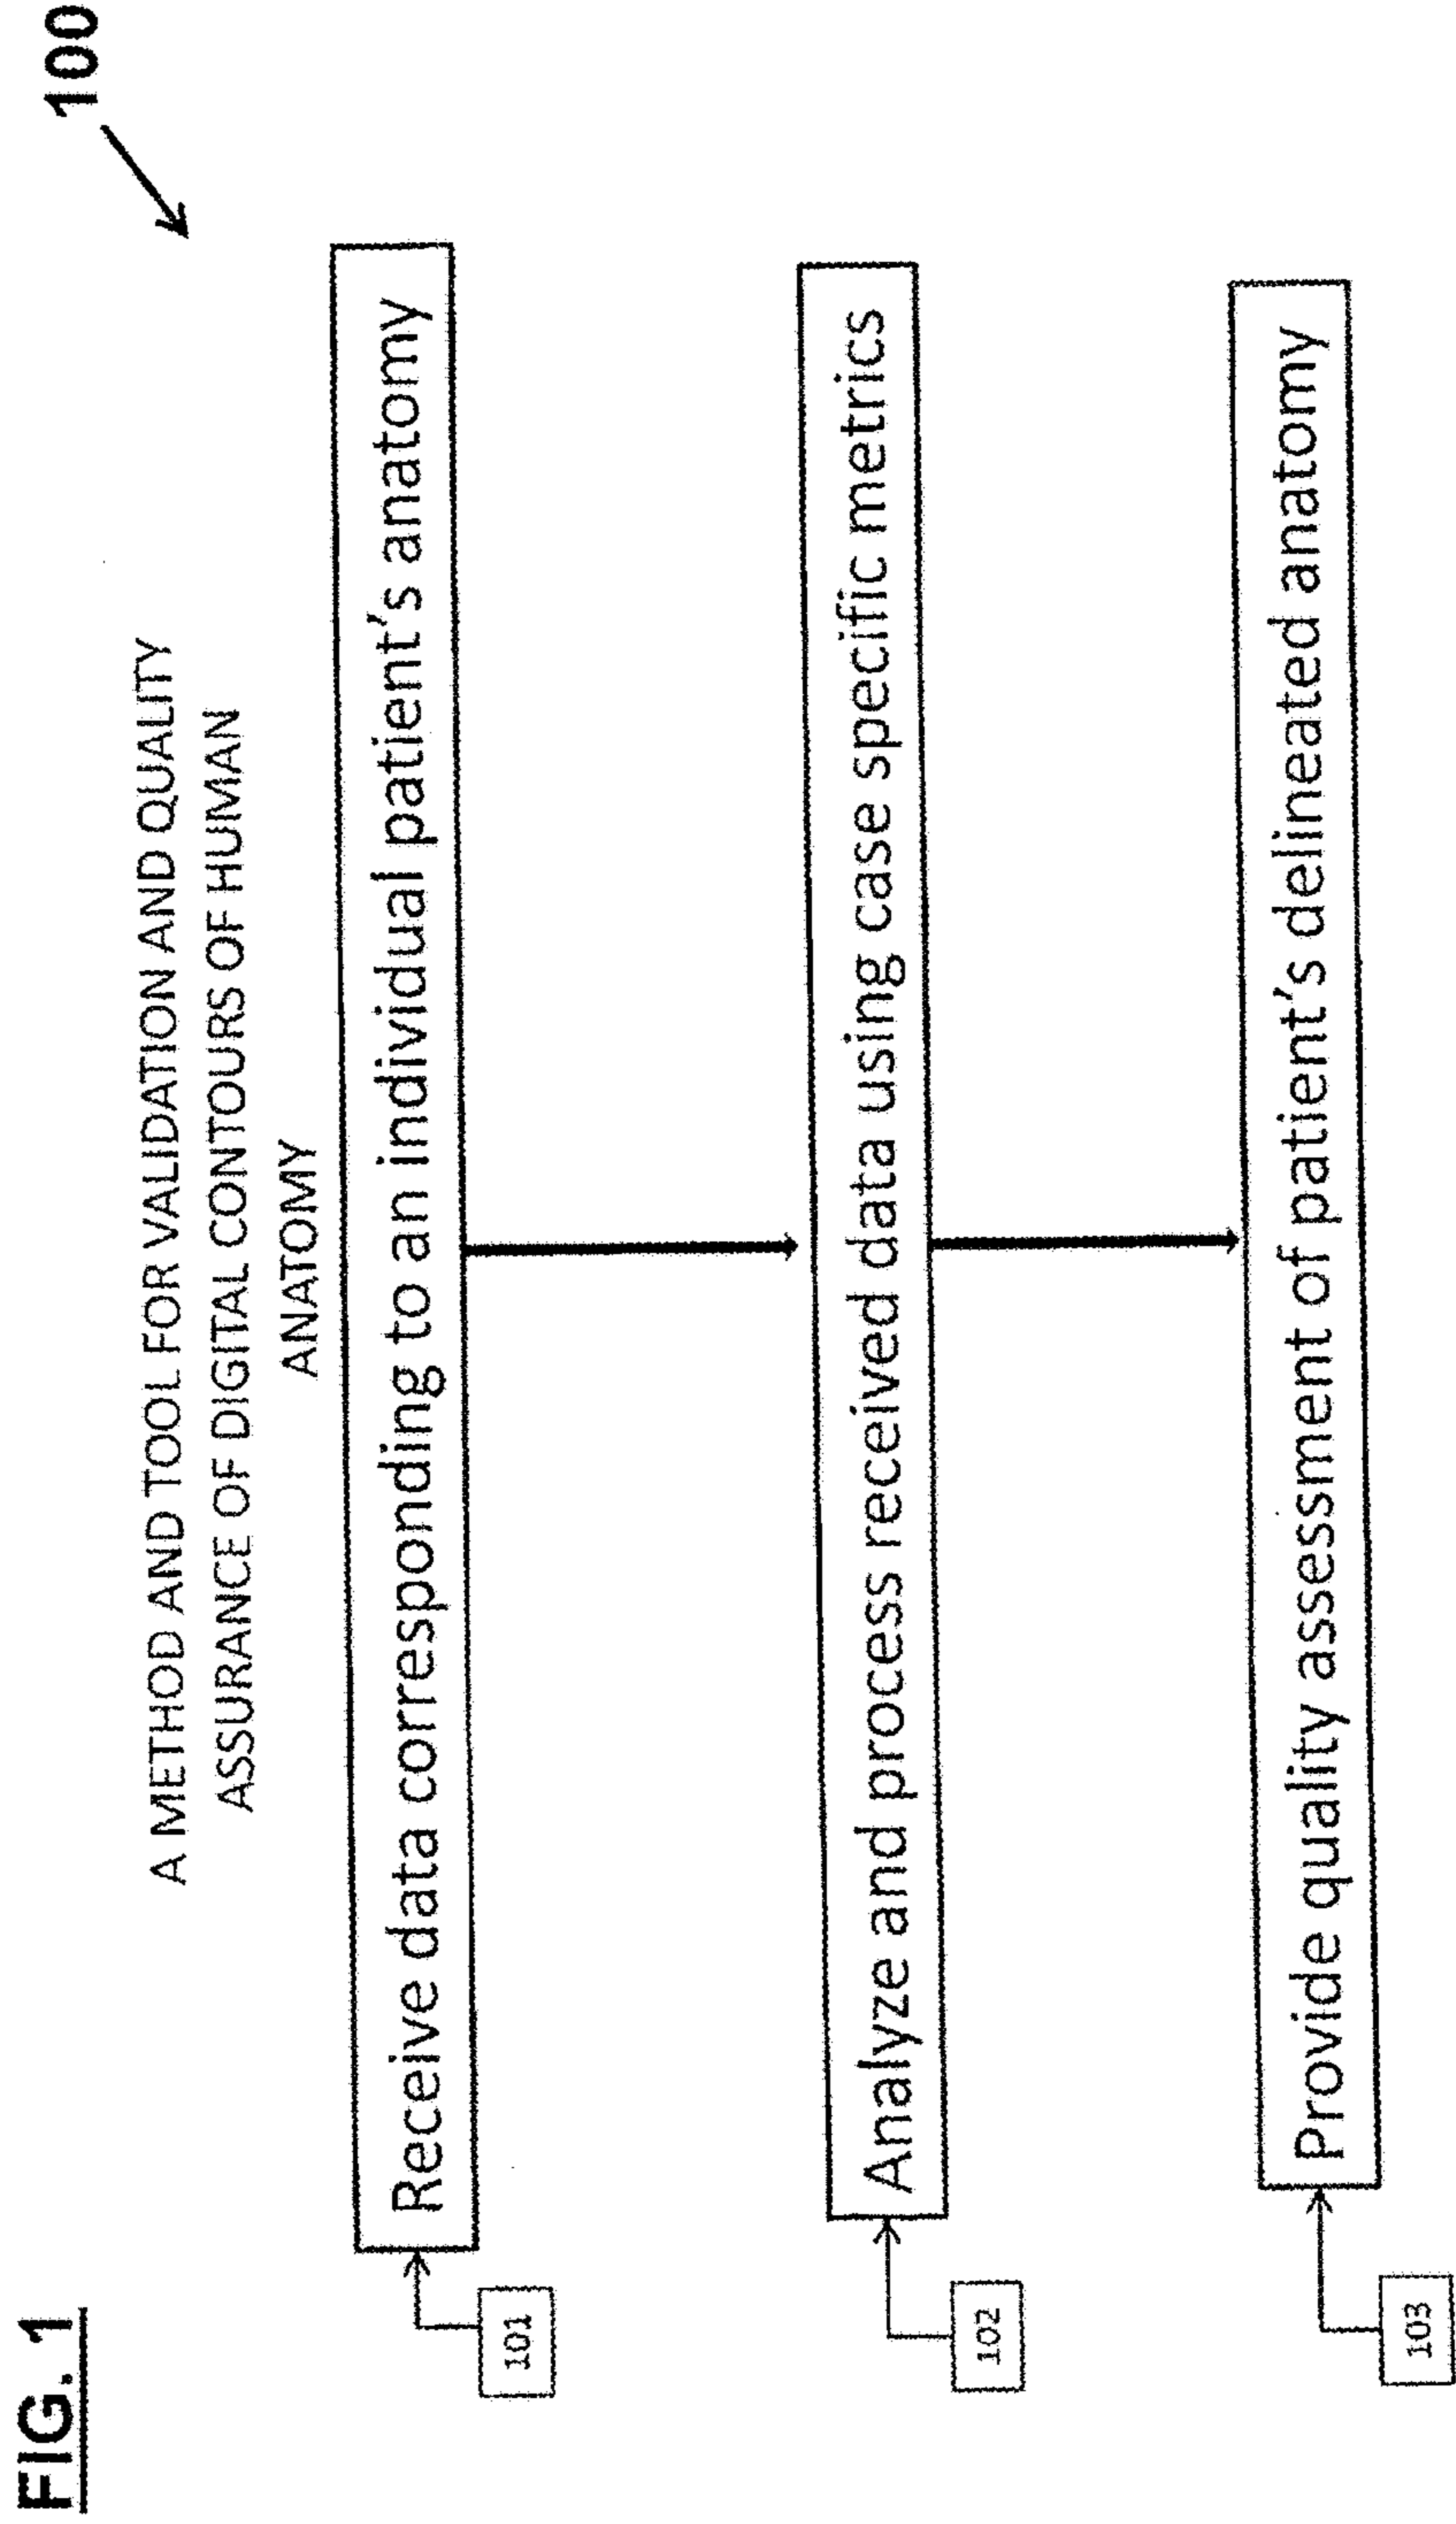 FIG. 1
100
A METHOD AND TOOL FOR VALIDATION AND QUALITY
ASSURANCE OF DIGITAL CONTOURS OF HUMAN
ANATOMY
Receive data corresponding to an individual patient's anatomy
101
Analyze and process received data using case specific metrics
102
Provide quality assessment of patient's delineated anatomy
103